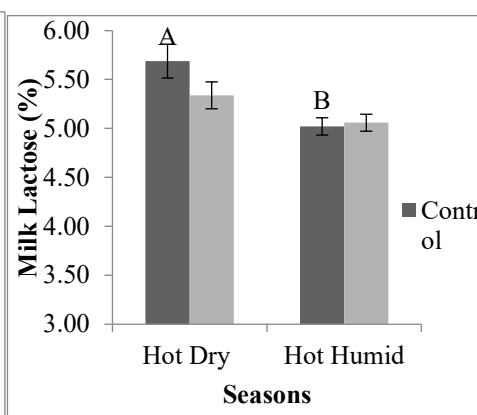 6.00
5.50
5.00
4.50
4.00
3.50
3.00
Milk Lactose (%)
A
B
Hot Dry
Hot Humid
Seasons
Contr
ol